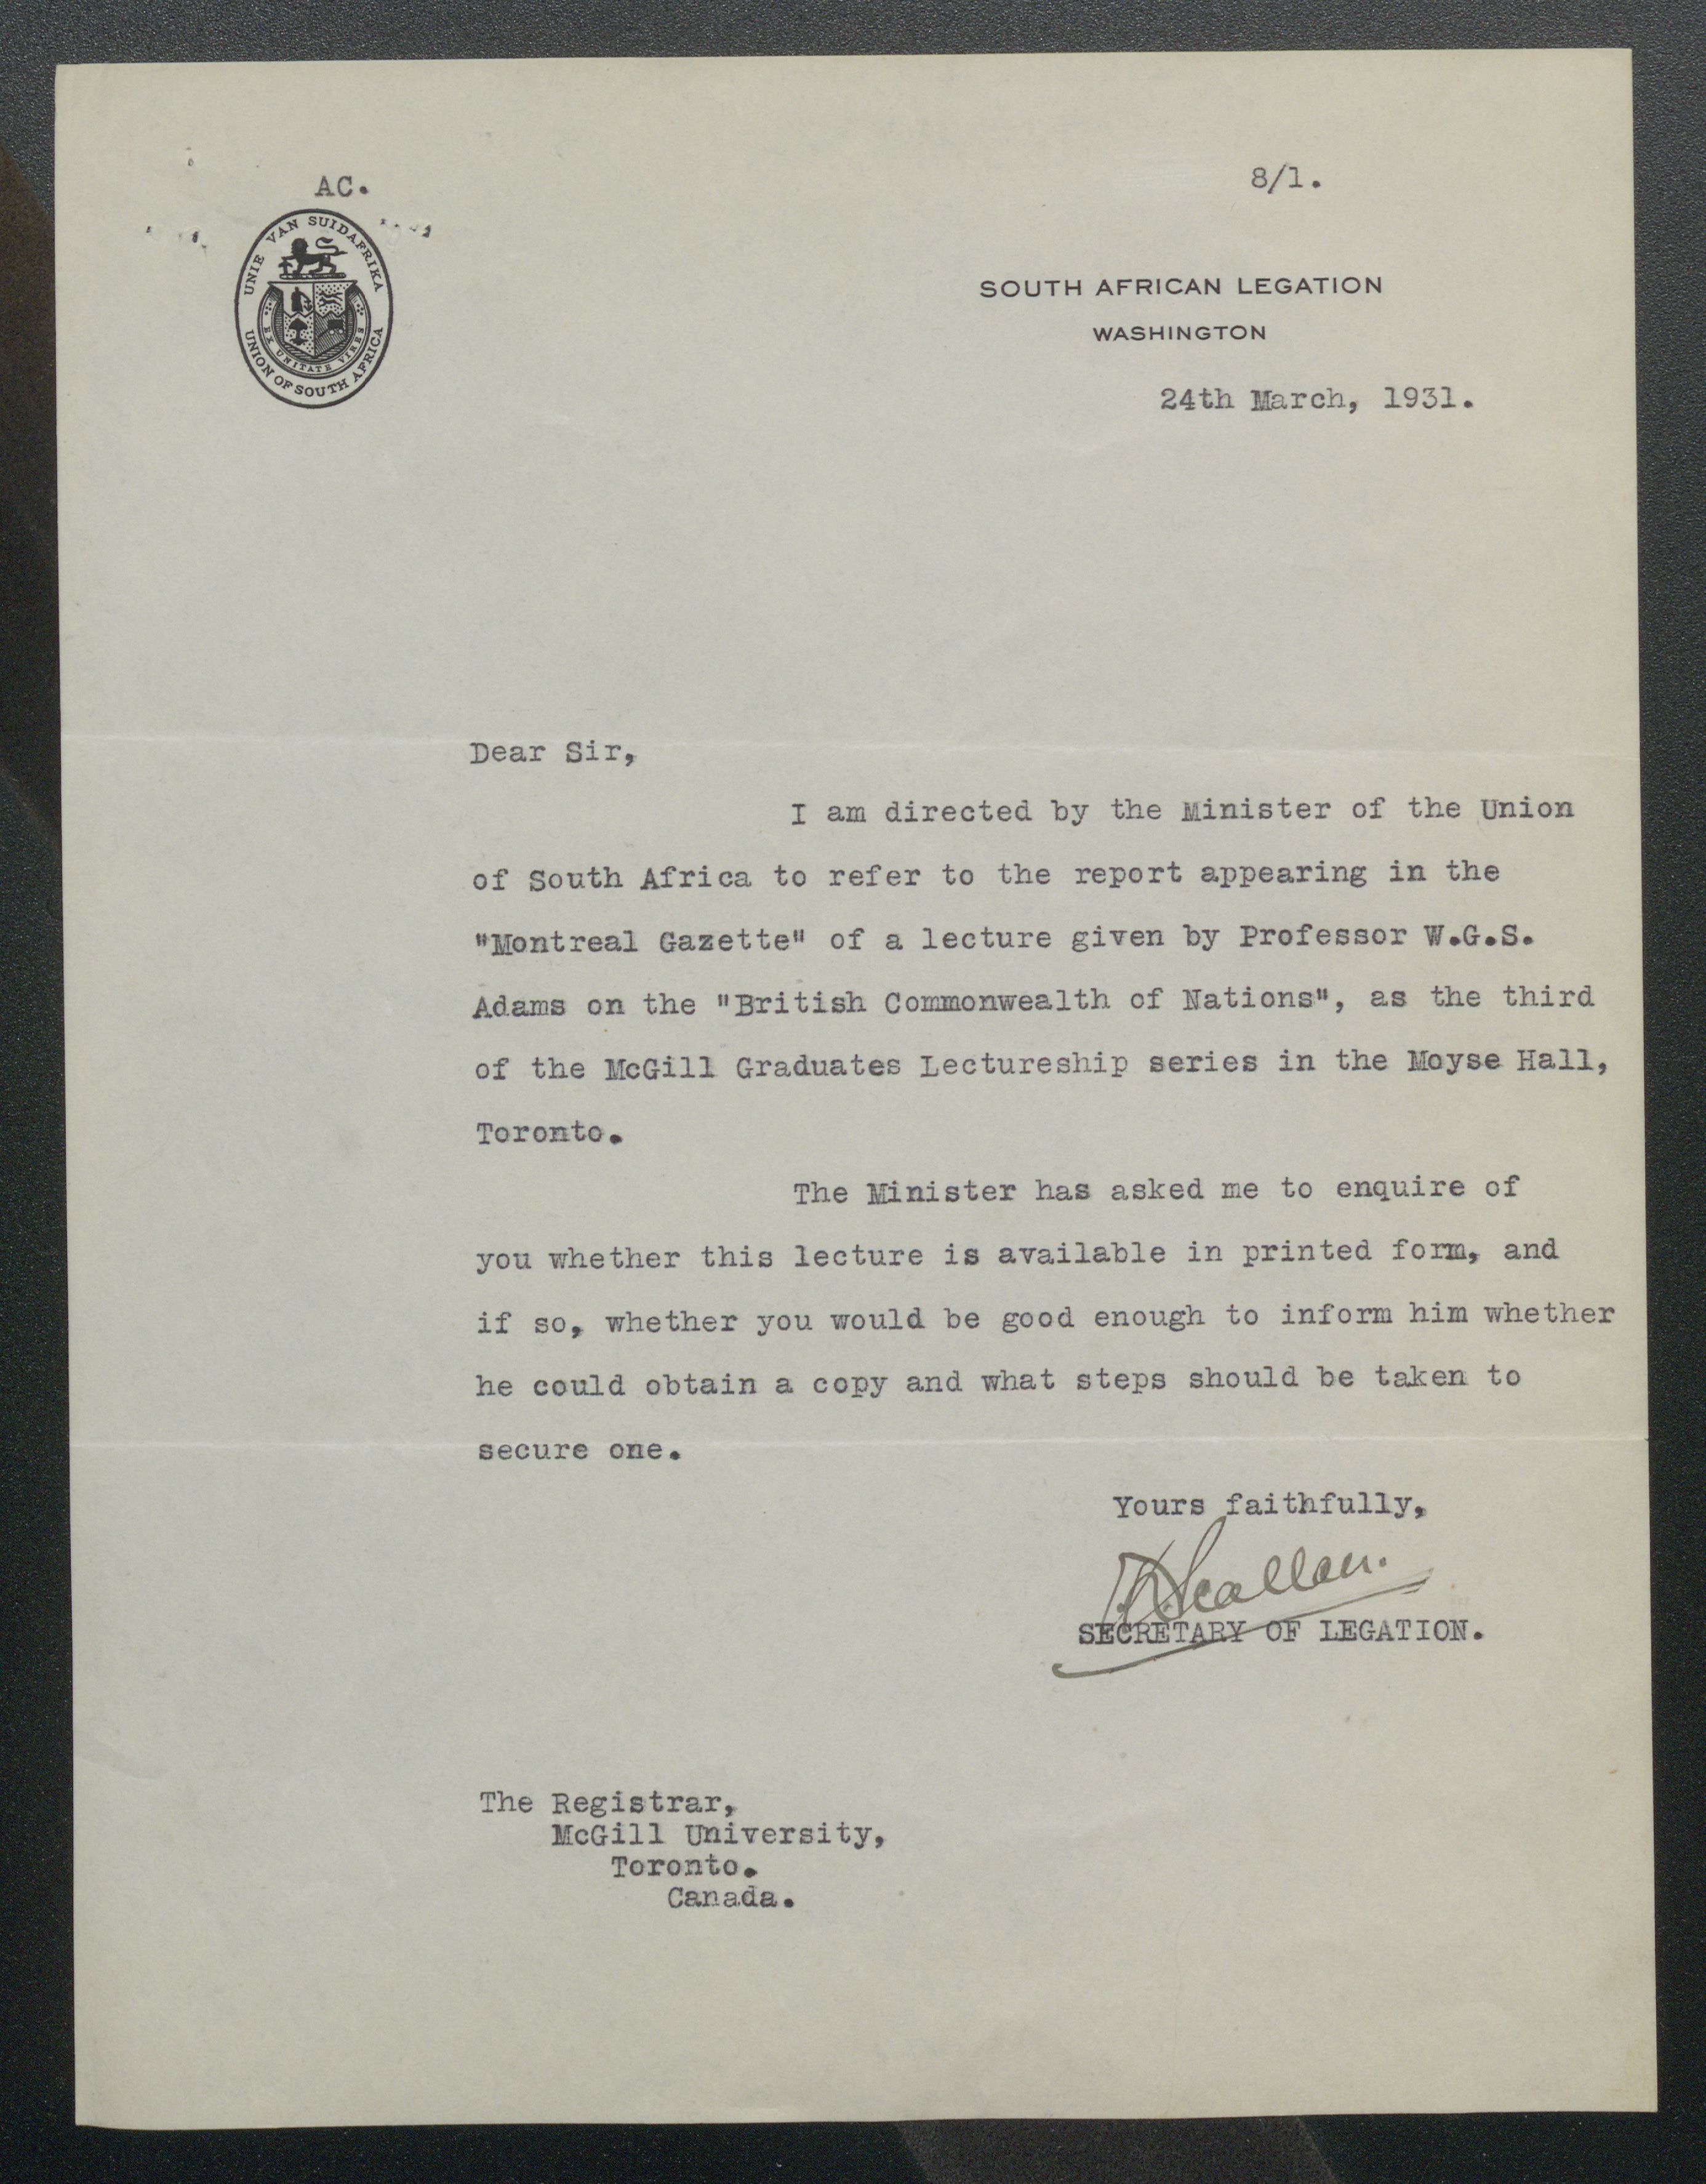 AC.
8/1.
UNIE VAN SUIDAFRIKA
EX UNITATE VIRES
UNION OF SOUTH AFRICA
SOUTH AFRICAN LEGATION
WASHINGTON
24th March, 1931.
Dear Sir,
I am directed by the Minister of the Union
of South Africa to refer to the report appearing in the
"Montreal Gazette" of a lecture given by Professor W.G.S.
Adams on the "British Commonwealth of Nations", as the third
of the McGill Graduates Lectureship series in the Moyse Hall,
Toronto.
The Minister has asked me to enquire of
you whether this lecture is available in printed form, and
if so, whether you would be good enough to inform him whether
he could obtain a copy and what steps should be taken to
secure one.
Yours faithfully,
Scallan.
SECRETARY OF LEGATION.
The Registrar,
McGill University,
Toronto.
Canada.